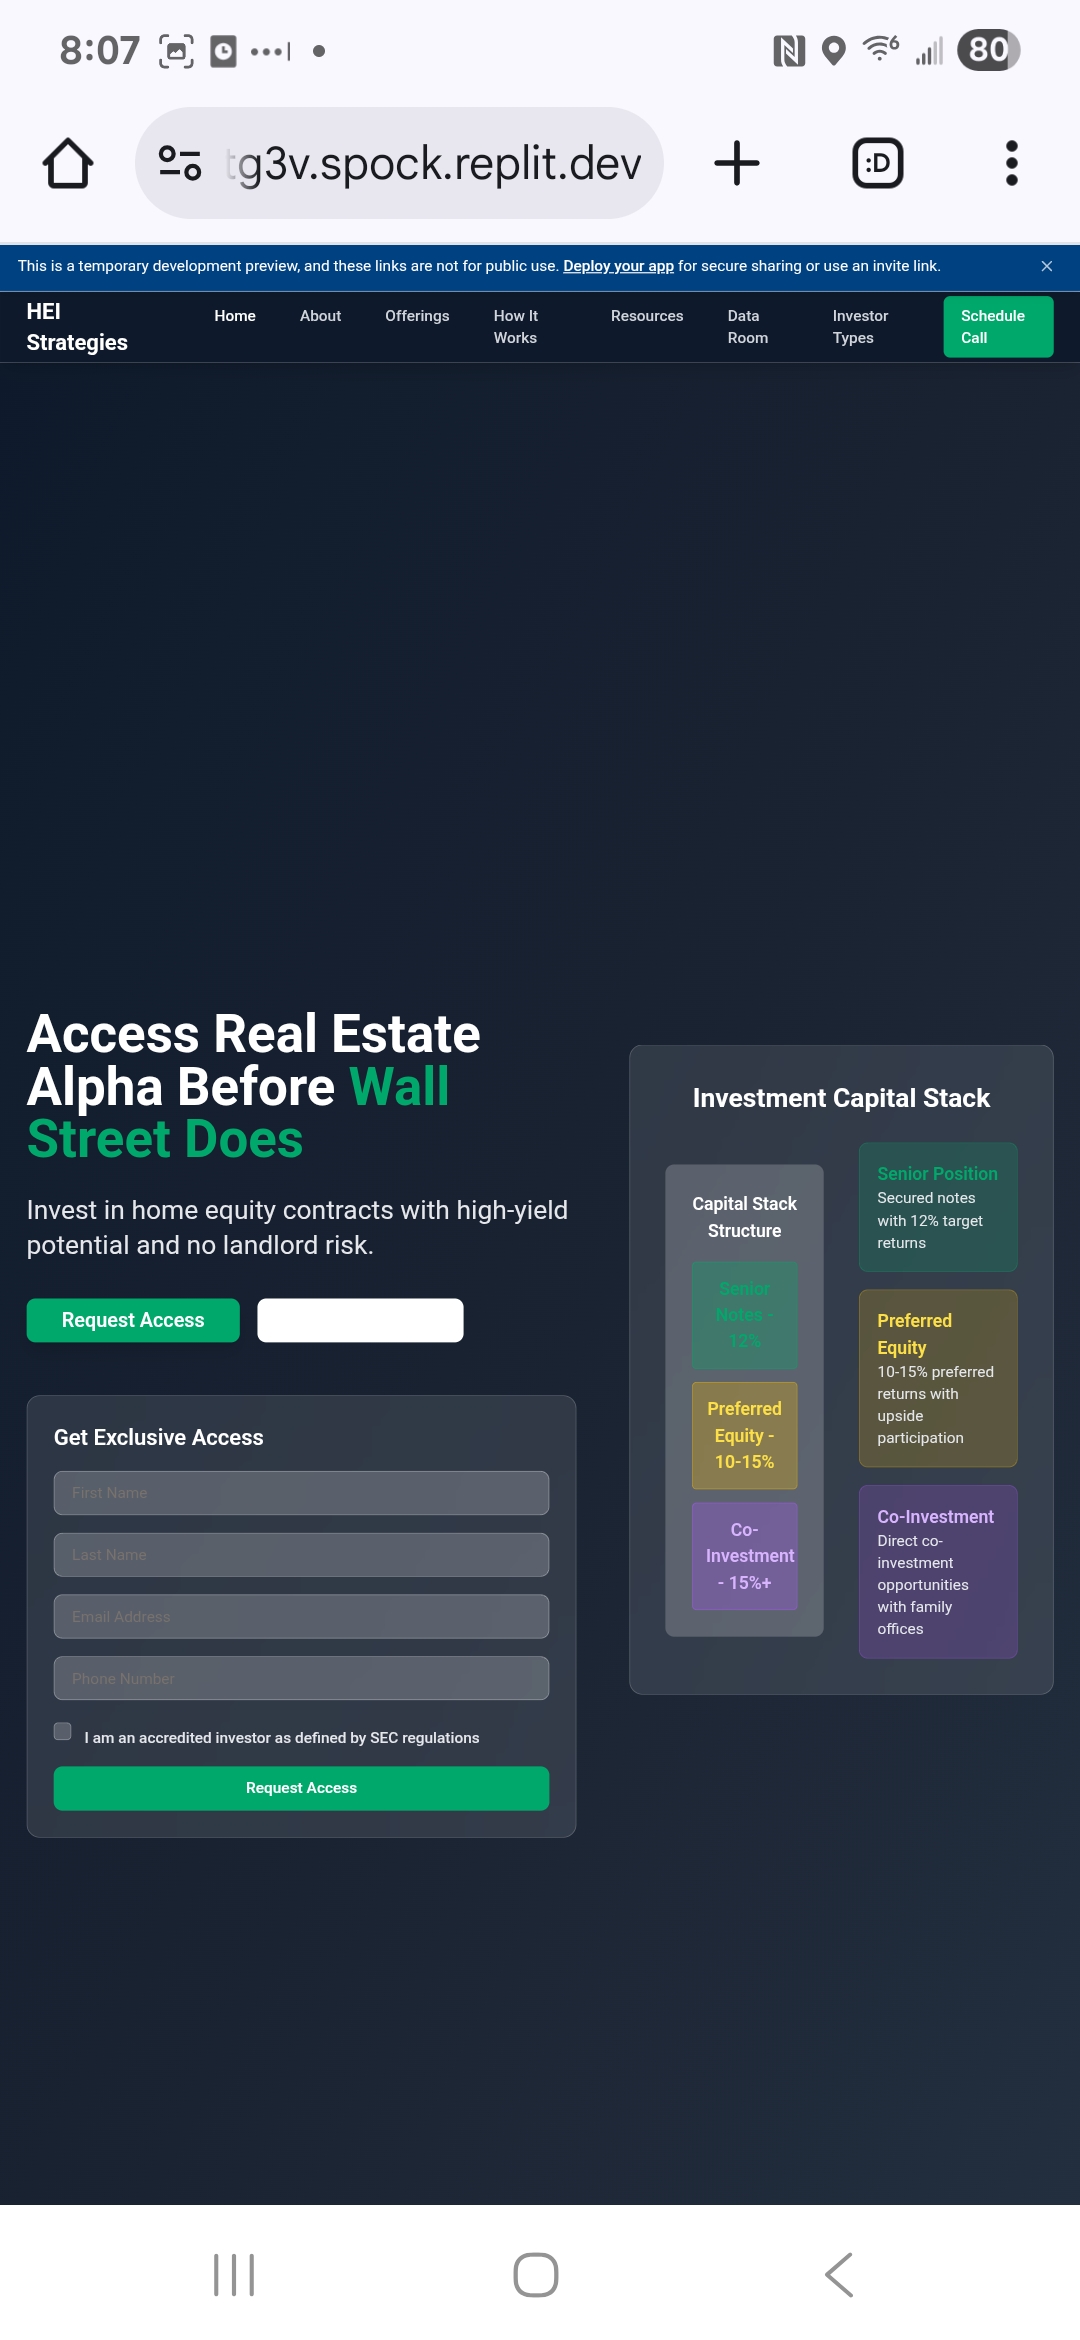 8:07
80
tg3v.spock.replit.dev
:D
This is a temporary development preview, and these links are not for public use. Deploy your app for secure sharing or use an invite link.
HEI
Strategies
Home
About
Offerings
How It
Works
Resources
Data
Room
Investor
Types
Schedule
Call
Access Real Estate
Alpha Before Wall
Street Does
Invest in home equity contracts with high-yield
potential and no landlord risk.
Request Access
Get Exclusive Access
First Name
Last Name
Email Address
Phone Number
I am an accredited investor as defined by SEC regulations
Request Access
Investment Capital Stack
Capital Stack
Structure
Senior
Notes -
12%
Preferred
Equity -
10-15%
Co-
Investment
- 15%+
Senior Position
Secured notes
with 12% target
returns
Preferred
Equity
10-15% preferred
returns with
upside
participation
Co-Investment
Direct co-
investment
opportunities
with family
offices